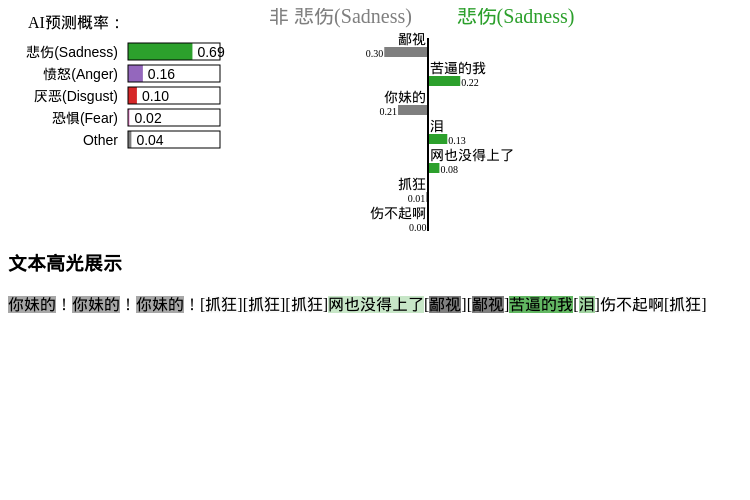 AI预测概率：
悲伤(Sadness) 0.69
愤怒(Anger) 0.16
厌恶(Disgust) 0.10
恐惧(Fear) 0.02
Other 0.04
非 悲伤(Sadness) 悲伤(Sadness)
鄙视
0.30
苦逼的我
0.22
你妹的
0.21
泪
0.13
网也没得上了
0.08
抓狂
0.01
伤不起啊
0.00
文本高光展示
你妹的！你妹的！你妹的！[抓狂][抓狂][抓狂]网也没得上了[鄙视][鄙视]苦逼的我[泪]伤不起啊[抓狂]